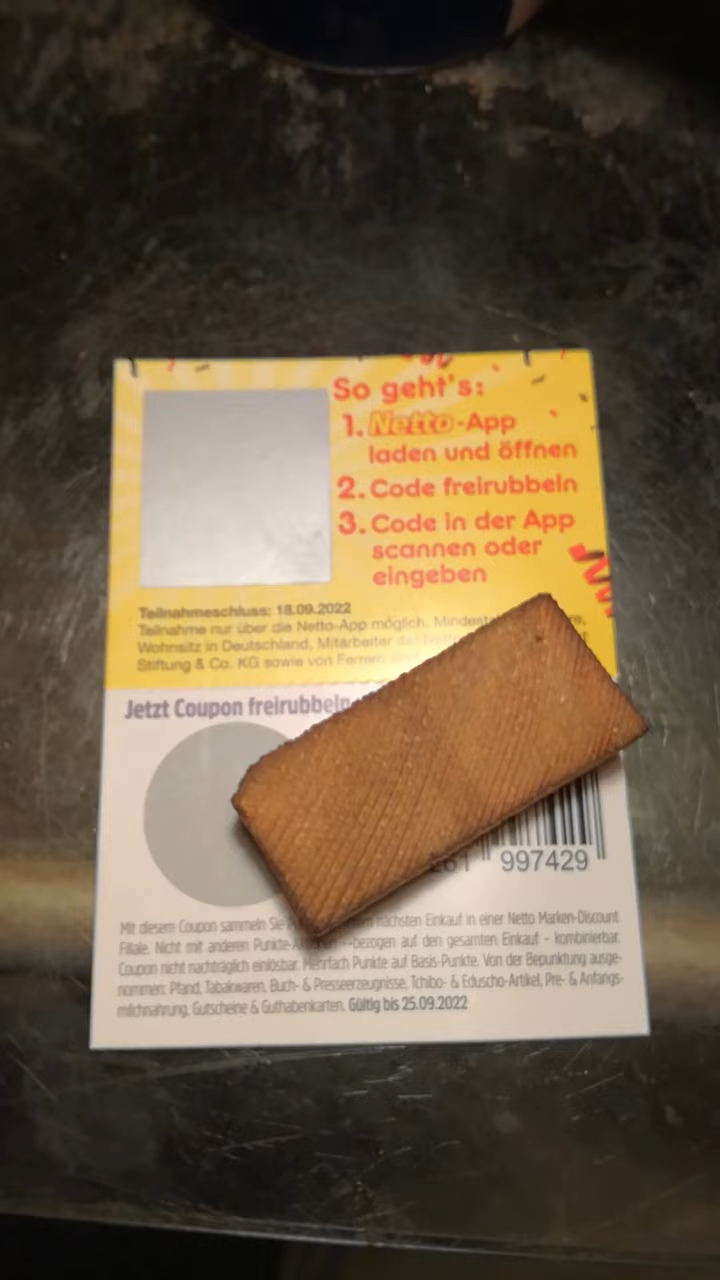 So geht's:
1. Netto-App
laden und öffnen
2. Code freirubbeln
3. Code in der App
scannen oder
eingeben
Teilnahmeschluss: 18.09.2022
Teilnahme nur über die Netto-App möglich.
Wohnsitz in Deutschland, Mitarbeiter der
Stiftung & Co. KG sowie von Ferrero
Jetzt Coupon freirubbeln
997429
Mit diesem Coupon sammeln Sie nächsten Einkauf in einer Netto Marken-Discount
Filiale. Nicht mit anderen Punkte- -bezogen auf den gesamten Einkauf - kombinierbar.
Coupon nicht nachträglich einlösbar. Mehrfach Punkte auf Basis-Punkte. Von der Bepunktung ausge-
nommen: Pfand, Tabakwaren, Buch- & Presseerzeugnisse, Tchibo- & Eduscho-Artikel, Pre- & Anfangs-
milchnahrung, Gutscheine & Guthabenkarten. Gültig bis 25.09.2022